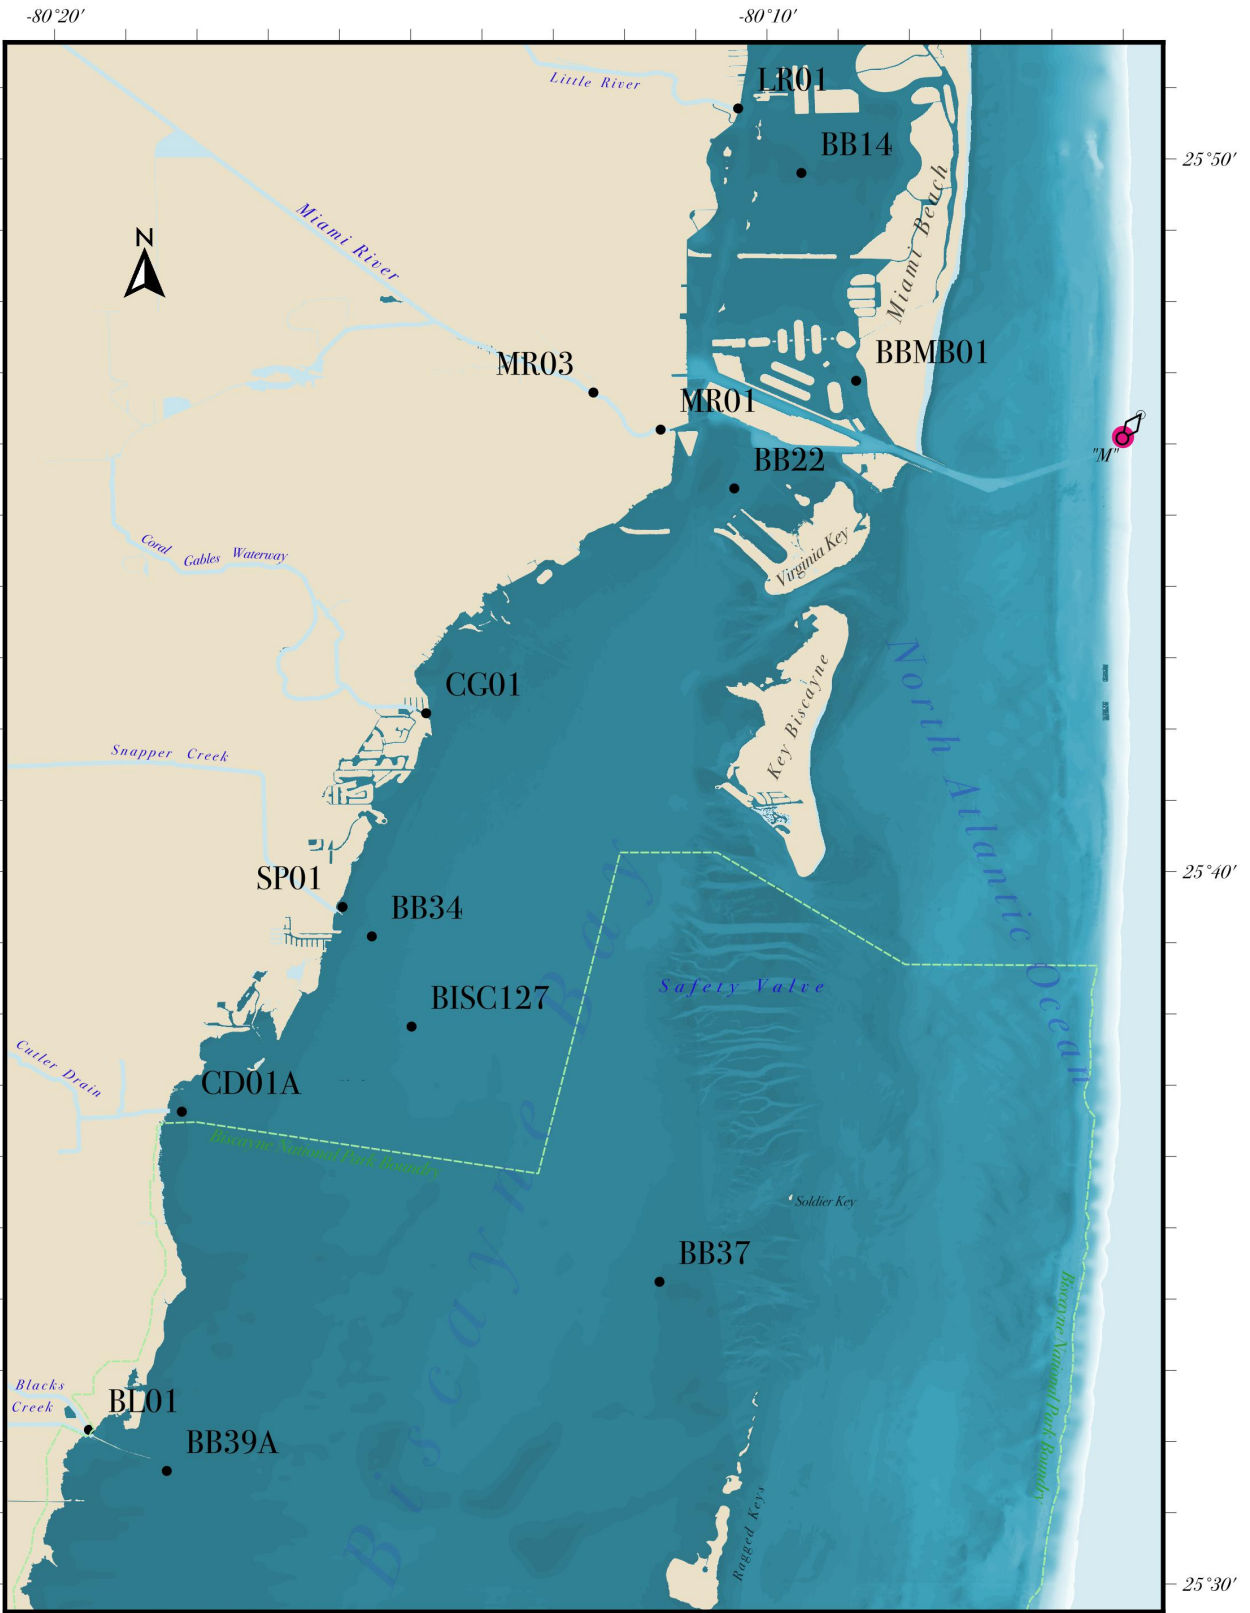 -80°20'
-80°10'
Little River
LR01
BB14
25°50'
Miami Beach
N
Miami River
BBMB01
MR03
MR01
"M"
BB22
Coral Gables Waterway
Virginia Key
North Atlantic Ocean
Key Biscayne
CG01
Snapper Creek
25°40'
SP01
BB34
Safety Valve
BISC127
Biscayne Bay
Cutler Drain
CD01A
Biscayne National Park Boundry
Soldier Key
BB37
Biscayne National Park Boundry
Blacks
Creek
BL01
BB39A
Ragged Keys
25°30'